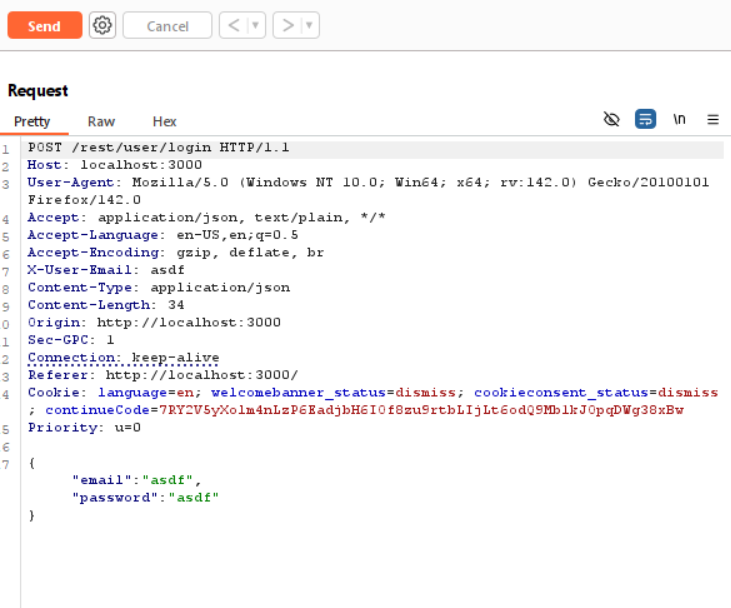 Send Cancel < >
Request
Pretty Raw Hex \n
1 POST /rest/user/login HTTP/1.1
2 Host: localhost:3000
3 User-Agent: Mozilla/5.0 (Windows NT 10.0; Win64; x64; rv:142.0) Gecko/20100101
Firefox/142.0
4 Accept: application/json, text/plain, */*
5 Accept-Language: en-US,en;q=0.5
6 Accept-Encoding: gzip, deflate, br
7 X-User-Email: asdf
8 Content-Type: application/json
9 Content-Length: 34
0 Origin: http://localhost:3000
1 Sec-GPC: 1
2 Connection: keep-alive
3 Referer: http://localhost:3000/
4 Cookie: language=en; welcomebanner_status=dismiss; cookieconsent_status=dismiss
; continueCode=
5 Priority: u=0
6
7 {
"email":"asdf",
"password":"asdf"
}